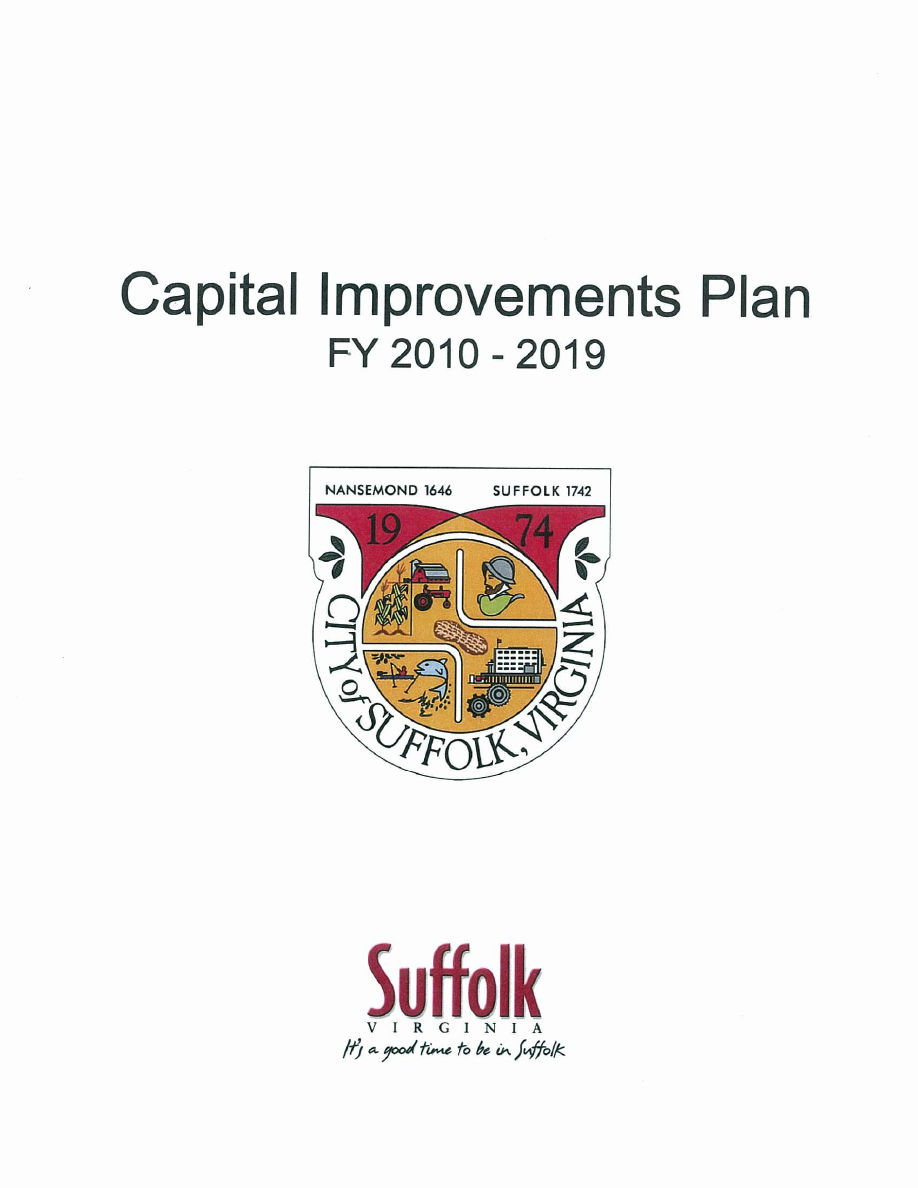 Capital Improvements Plan
FY 2010 - 2019
NANSEMOND 1646 SUFFOLK 1742
19 74
CITY of SUFFOLK, VIRGINIA
Suffolk
VIRGINIA
It's a good time to be in Suffolk